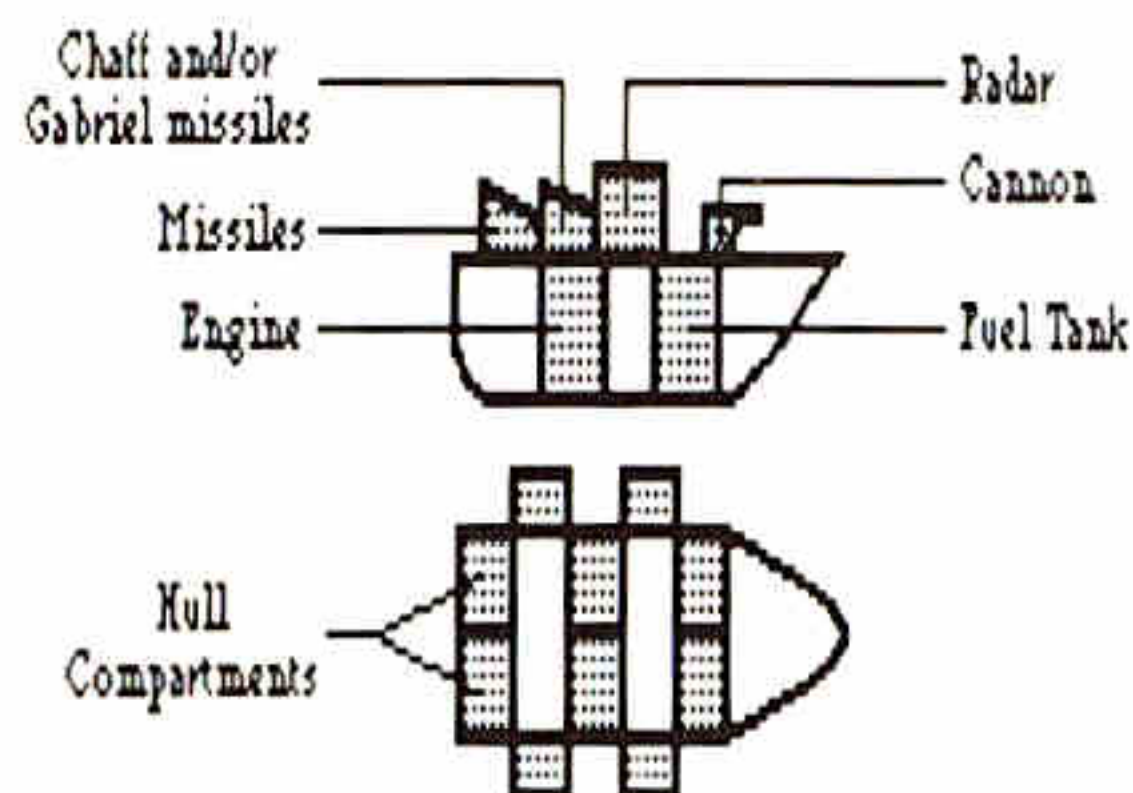 Chaff and/or
Gabriel missiles
Radar
Cannon
Missiles
Engine
Fuel Tank
Hull
Compartments